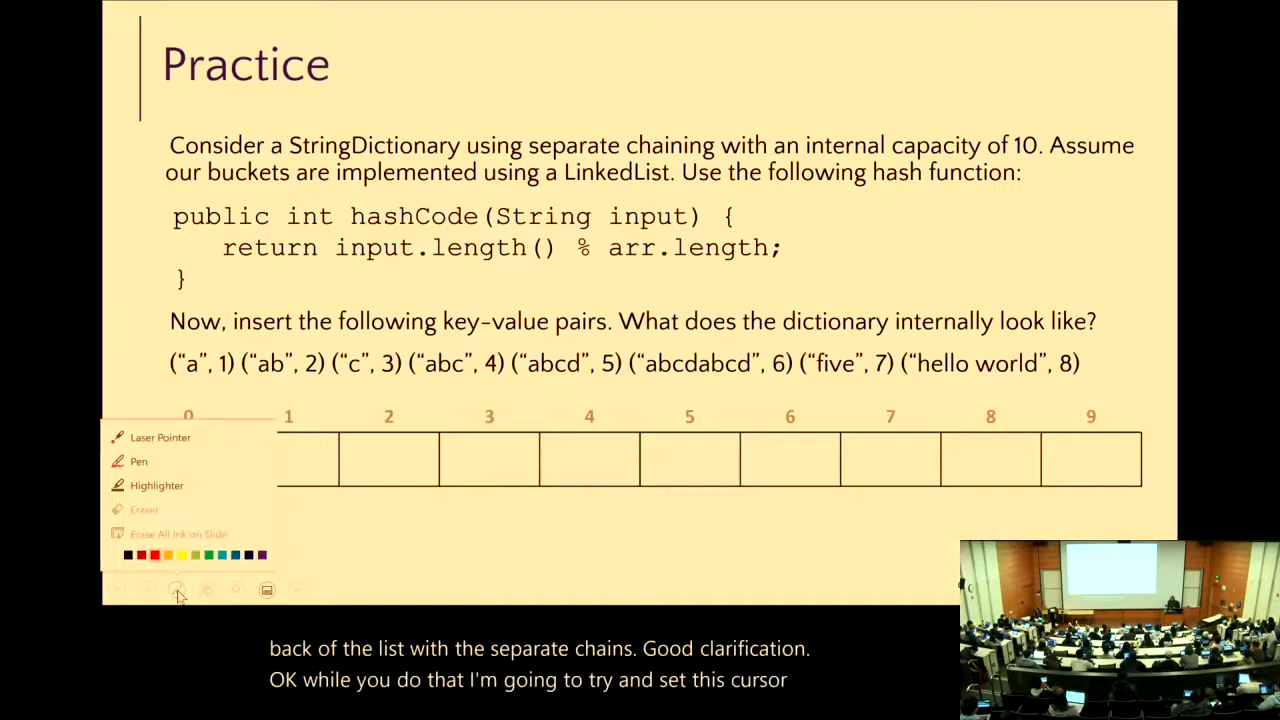 Practice
Consider a StringDictionary using separate chaining with an internal capacity of 10. Assume
our buckets are implemented using a LinkedList. Use the following hash function:
public int hashCode(String input) {
return input.length() % arr.length;
}
Now, insert the following key-value pairs. What does the dictionary internally look like?
(“a”, 1) (“ab”, 2) (“c”, 3) (“abc”, 4) (“abcd”, 5) (“abcdabcd”, 6) (“five”, 7) (“hello world”, 8)
0 1 2 3 4 5 6 7 8 9
Laser Pointer
Pen
Highlighter
Eraser
Erase All Ink on Slide
back of the list with the separate chains. Good clarification.
OK while you do that I'm going to try and set this cursor